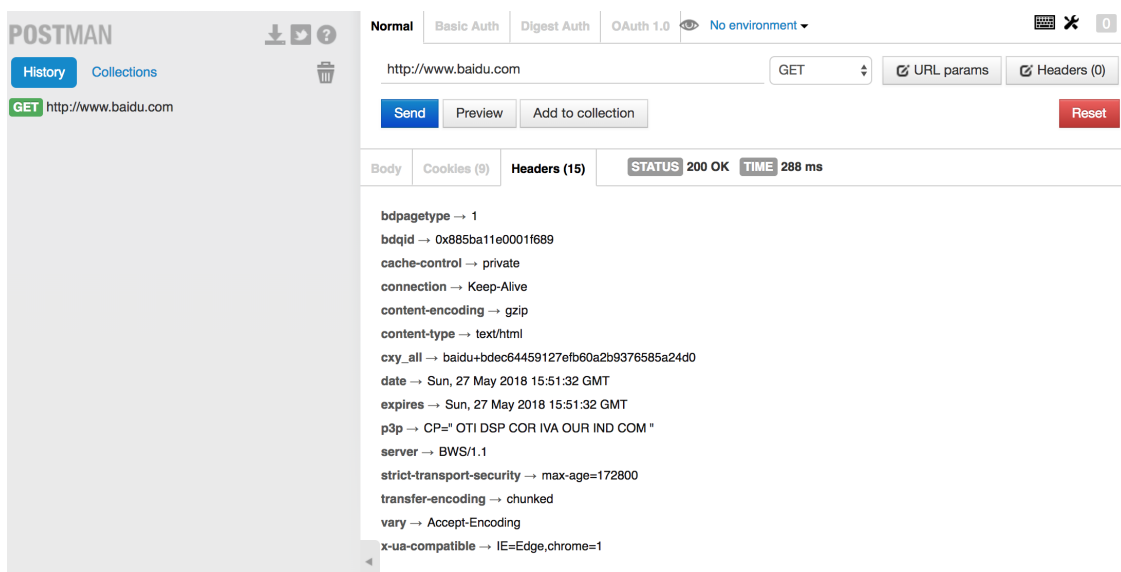 POSTMAN
History Collections
GET http://www.baidu.com
Normal Basic Auth Digest Auth OAuth 1.0 No environment 0
http://www.baidu.com GET URL params Headers (0)
Send Preview Add to collection Reset
Body Cookies (9) Headers (15) STATUS 200 OK TIME 288 ms
bdpagetype → 1
bdqid → 0x885ba11e0001f689
cache-control → private
connection → Keep-Alive
content-encoding → gzip
content-type → text/html
cxy_all → baidu+bdec64459127efb60a2b9376585a24d0
date → Sun, 27 May 2018 15:51:32 GMT
expires → Sun, 27 May 2018 15:51:32 GMT
p3p → CP=" OTI DSP COR IVA OUR IND COM "
server → BWS/1.1
strict-transport-security → max-age=172800
transfer-encoding → chunked
vary → Accept-Encoding
x-ua-compatible → IE=Edge,chrome=1